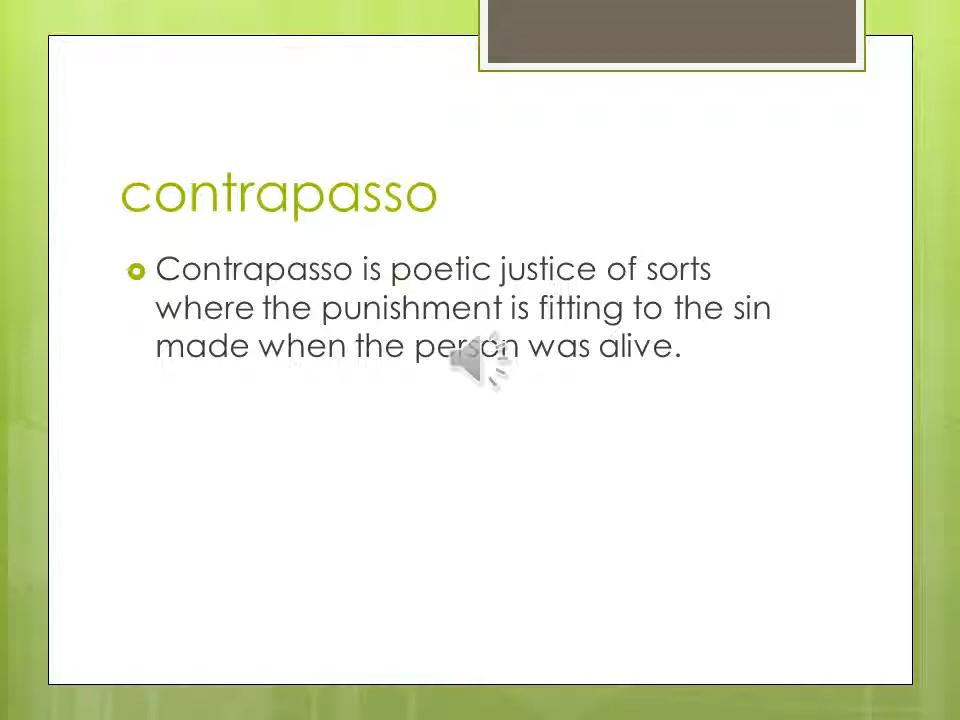 contrapasso
Contrapasso is poetic justice of sorts
where the punishment is fitting to the sin
made when the person was alive.